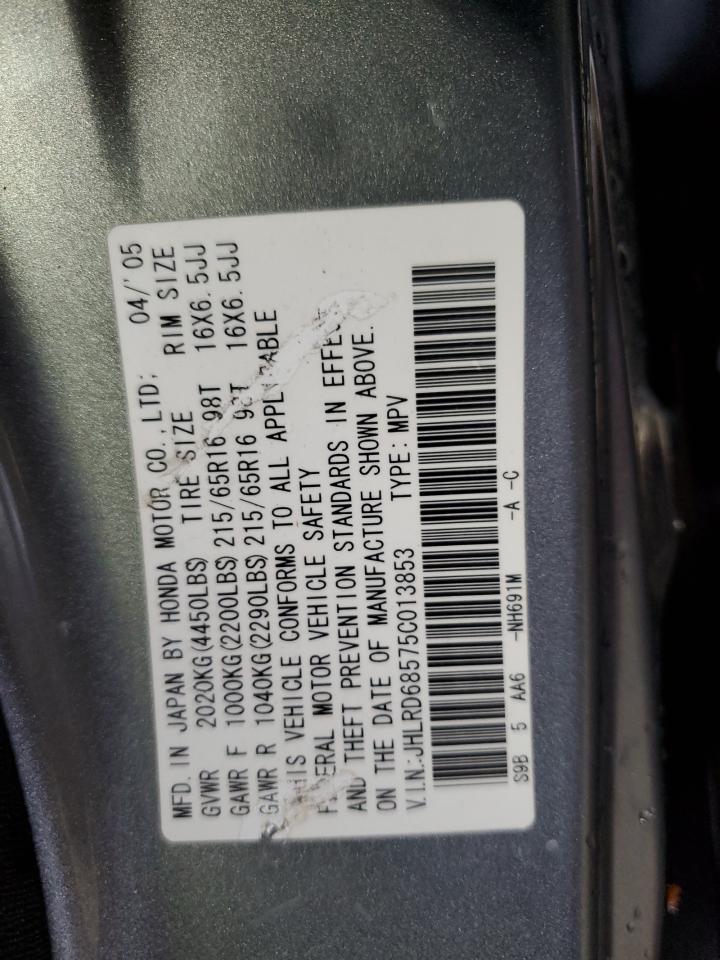 MFD. IN JAPAN BY HONDA MOTOR CO., LTD; 04/'05
TIRE SIZE RIM SIZE
GVWR 2020KG(4450LBS)
GAWR F 1000KG(2200LBS) 215/65R16 98T 16X6.5JJ
GAWR R 1040KG(2290LBS) 215/65R16 98T 16X6.5JJ
THIS VEHICLE CONFORMS TO ALL APPLICABLE
FEDERAL MOTOR VEHICLE SAFETY
AND THEFT PREVENTION STANDARDS IN EFFECT
ON THE DATE OF MANUFACTURE SHOWN ABOVE.
V.I.N.:JHLRD68575C013853 TYPE: MPV
S9B 5 AA6 -NH691M -A -C